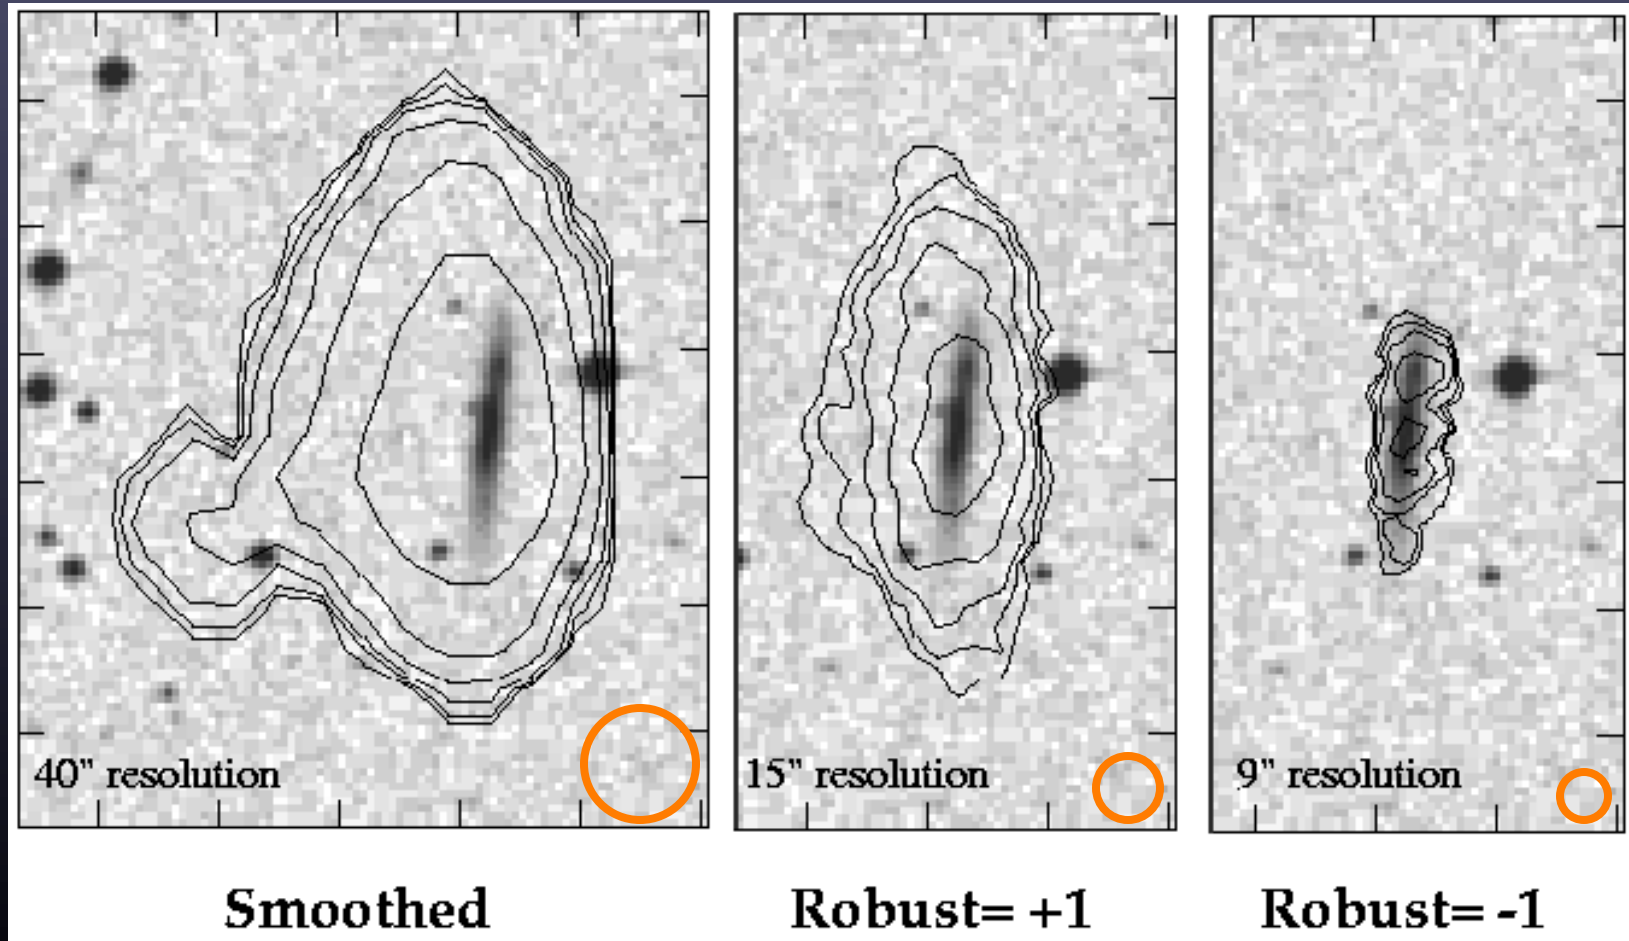 40" resolution
15" resolution
9" resolution
Smoothed
Robust= +1
Robust= -1